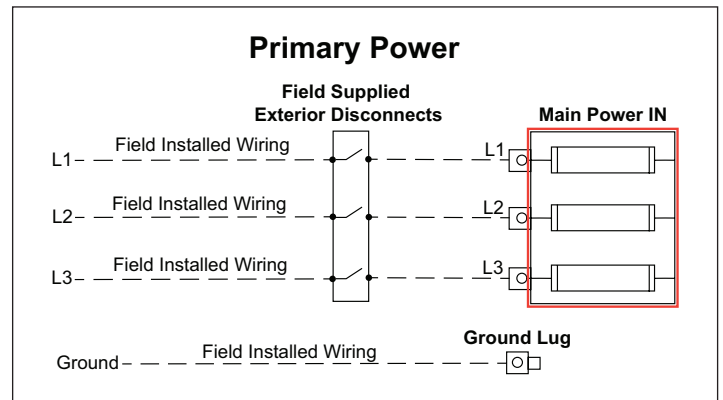 Primary Power
Field Supplied
Exterior Disconnects
Main Power IN
L1 Field Installed Wiring L1
L2 Field Installed Wiring L2
L3 Field Installed Wiring L3
Ground Lug
Ground Field Installed Wiring